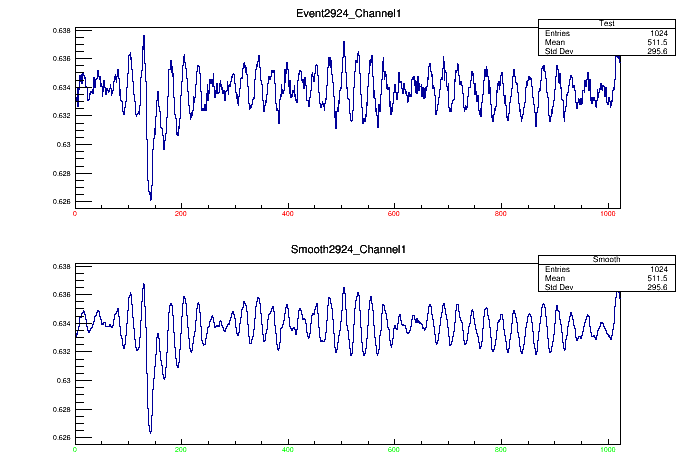 Event2924_Channel1
Test
Entries 1024
Mean 511.5
Std Dev 295.6
0.638
0.636
0.634
0.632
0.63
0.628
0.626
0 200 400 600 800 1000
Smooth2924_Channel1
Smooth
Entries 1024
Mean 511.5
Std Dev 295.6
0.638
0.636
0.634
0.632
0.63
0.628
0.626
0 200 400 600 800 1000